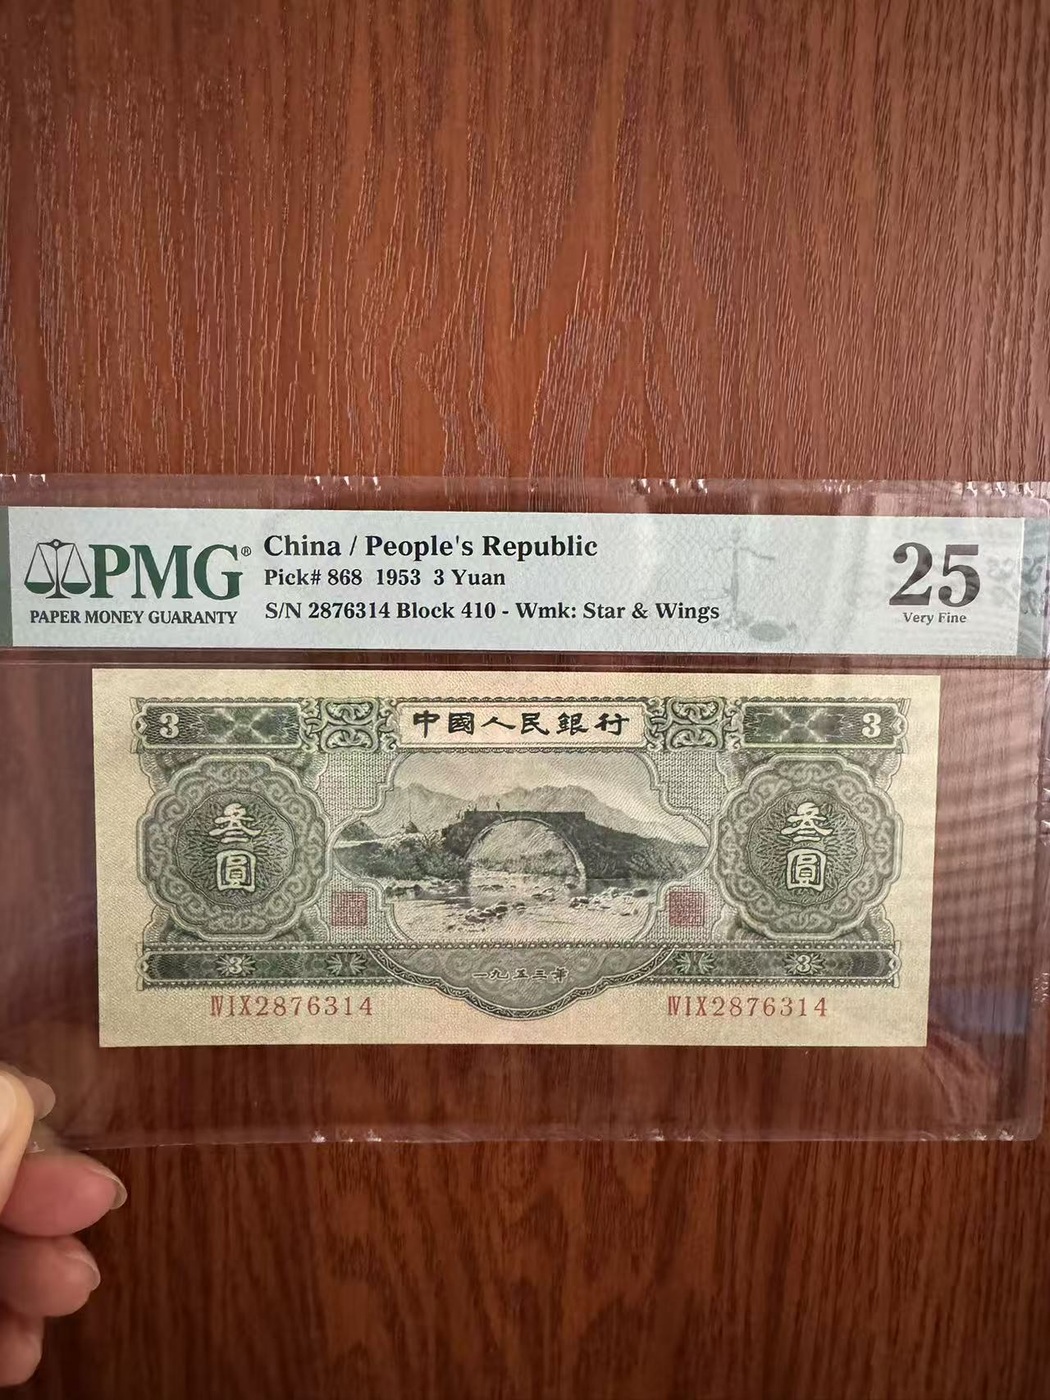 PMG®
PAPER MONEY GUARANTY
China / People's Republic
Pick# 868 1953 3 Yuan
S/N 2876314 Block 410 - Wmk: Star & Wings
25
Very Fine
3
中國人民銀行
3
叁圓
叁圓
3
一九五三年
3
ⅣⅠⅩ2876314
ⅣⅠⅩ2876314